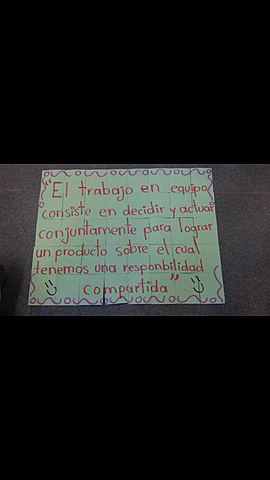 "El trabajo en equipo
consiste en decidir y actuar
conjuntamente para lograr
un producto sobre el cual
tenemos una responbilidad
compartida"